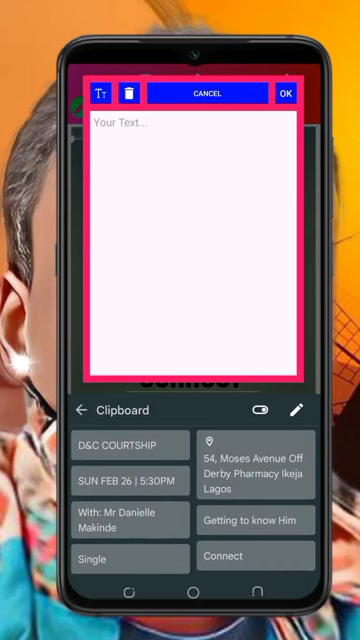 TT
CANCEL
OK
Your Text...
Clipboard
D&C COURTSHIP
54, Moses Avenue Off
Derby Pharmacy Ikeja
Lagos
SUN FEB 26 | 5:30PM
With: Mr Danielle
Makinde
Getting to know Him
Single
Connect